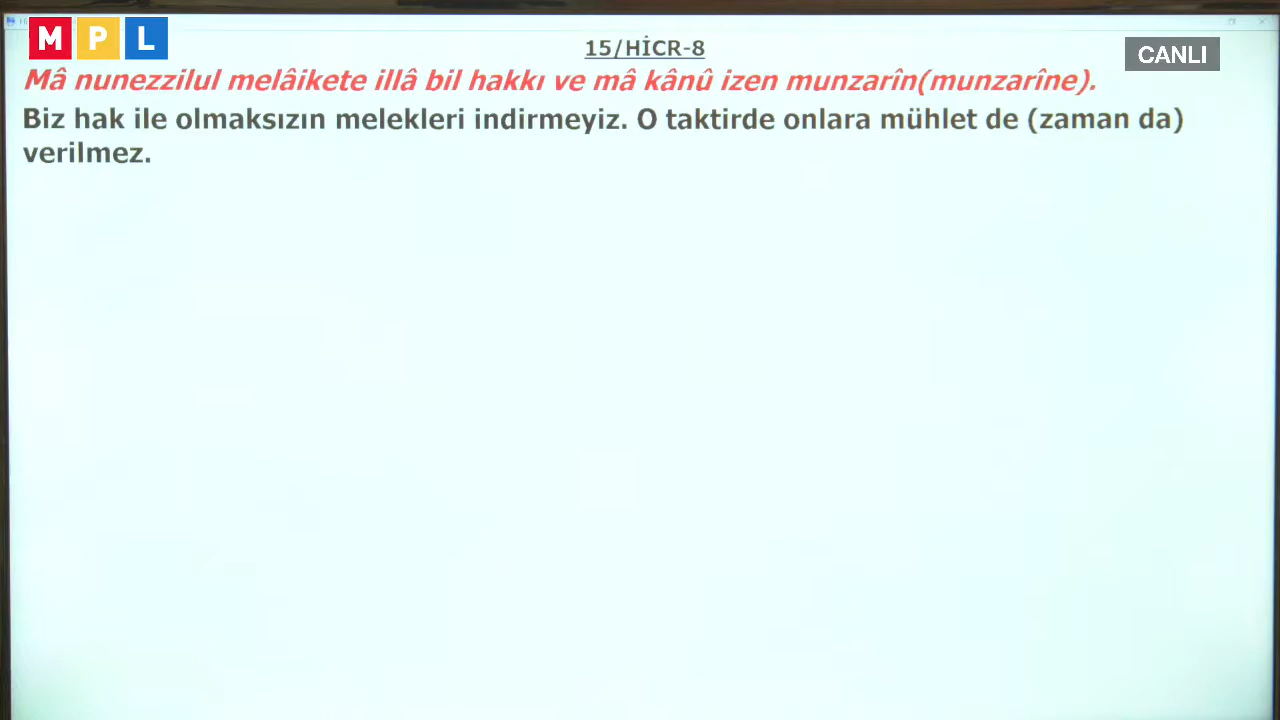 MPL
15/HİCR-8
CANLI
Mâ nunezzilul melâikete illâ bil hakkı ve mâ kânû izen munzarîn(munzarîne).
Biz hak ile olmaksızın melekleri indirmeyiz. O taktirde onlara mühlet de (zaman da)
verilmez.